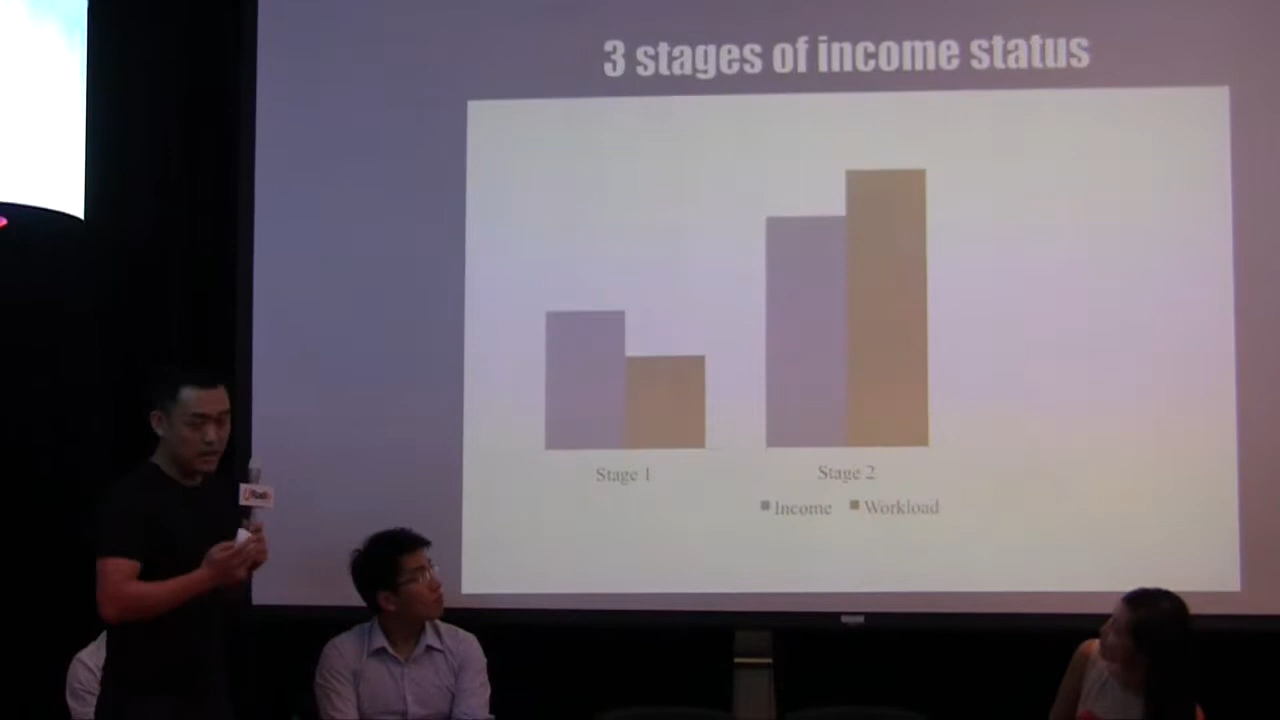 3 stages of income status
Stage 1
Stage 2
Income
Workload